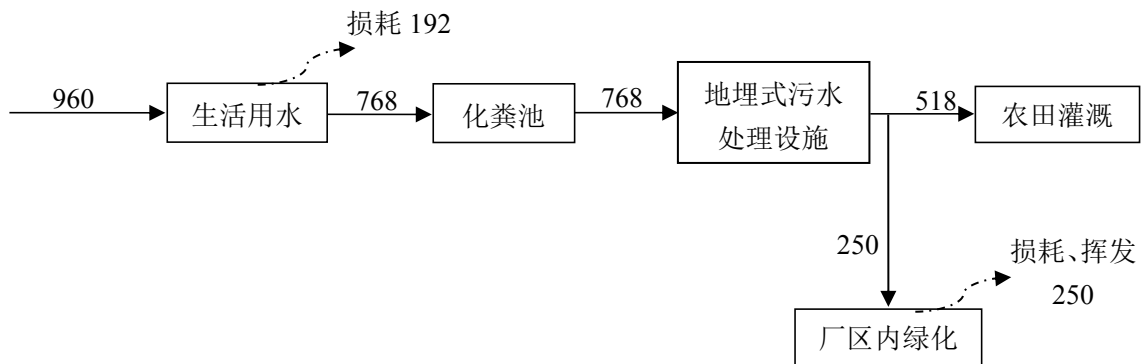 损耗 192
960
生活用水
768
化粪池
768
地埋式污水
处理设施
518
农田灌溉
250
损耗、挥发
250
厂区内绿化